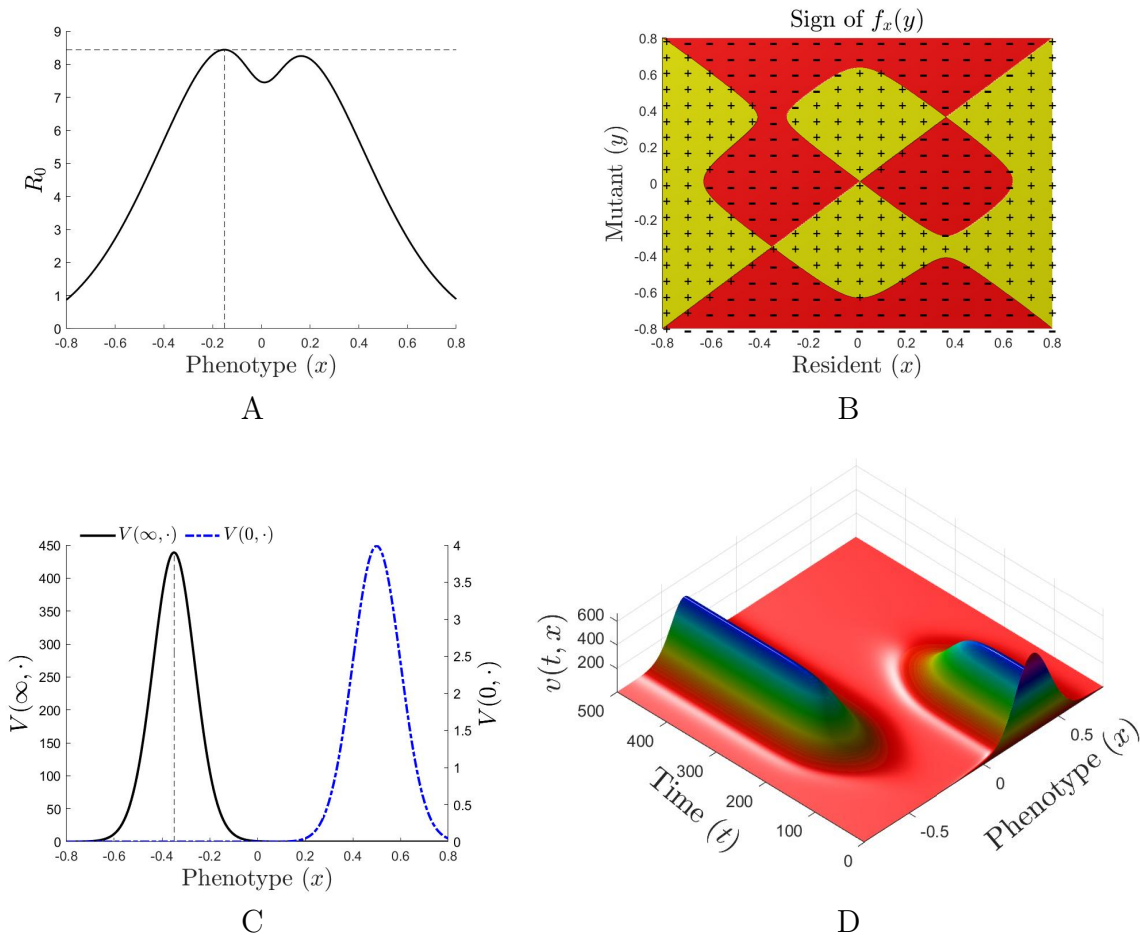 9
8
7
6
5
4
3
2
1
0
R₀
-0.8 -0.6 -0.4 -0.2 0 0.2 0.4 0.6 0.8
Phenotype (x)
A
Sign of fₓ(y)
0.8
0.6
0.4
0.2
0
-0.2
-0.4
-0.6
-0.8
Mutant (y)
-0.8 -0.6 -0.4 -0.2 0 0.2 0.4 0.6 0.8
Resident (x)
B
V(∞, ·) V(0, ·)
450
400
350
300
250
200
150
100
50
0
V(∞, ·)
4
3.5
3
2.5
2
1.5
1
0.5
0
V(0, ·)
-0.8 -0.6 -0.4 -0.2 0 0.2 0.4 0.6 0.8
Phenotype (x)
C
600
400
200
v(t, x)
500
400
300
200
100
0
Time (t)
-0.5
0
0.5
Phenotype (x)
D